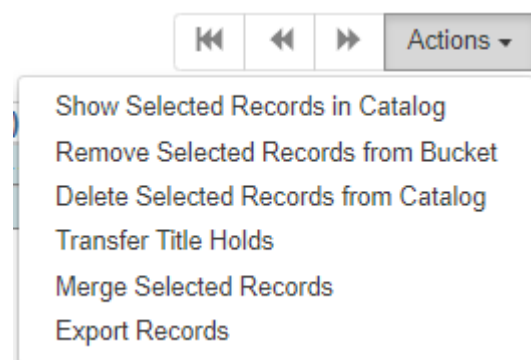 Actions
Show Selected Records in Catalog
Remove Selected Records from Bucket
Delete Selected Records from Catalog
Transfer Title Holds
Merge Selected Records
Export Records